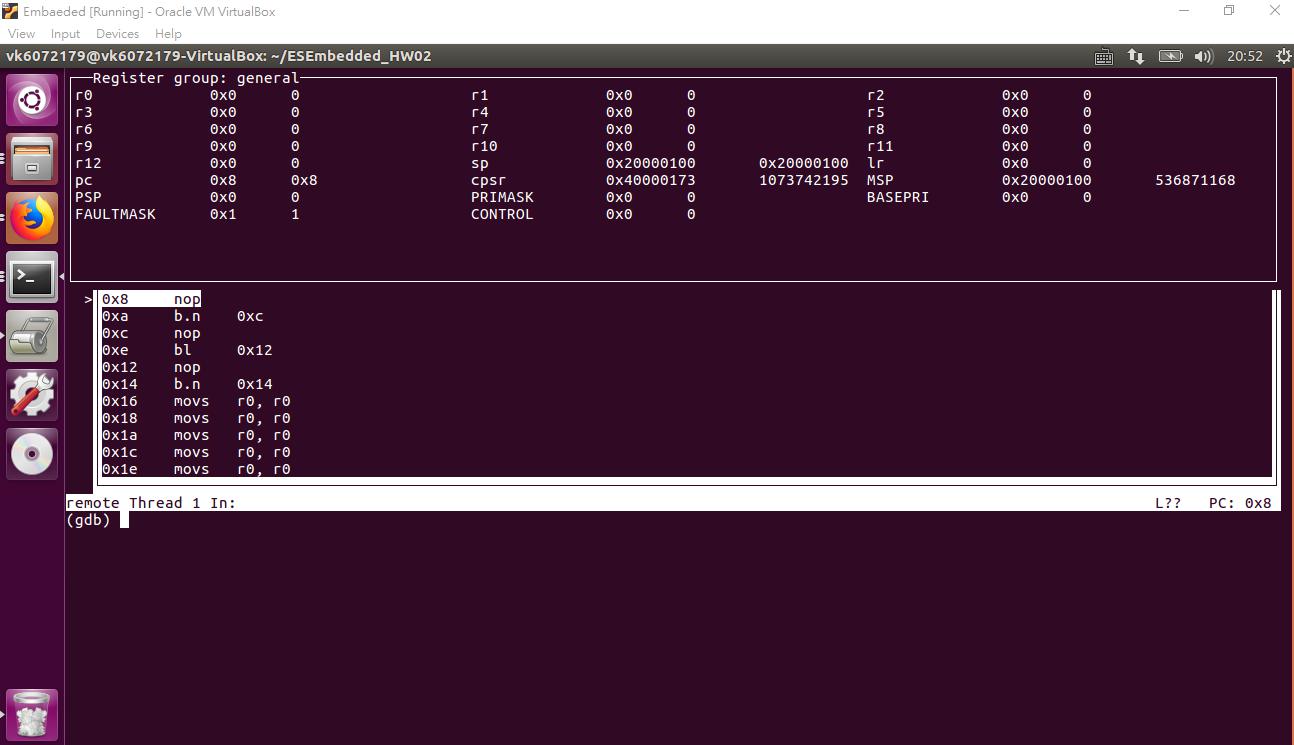 Embaeded [Running] - Oracle VM VirtualBox
View Input Devices Help
vk6072179@vk6072179-VirtualBox: ~/ESEmbedded_HW02 20:52
Register group: general
r0 0x0 0 r1 0x0 0 r2 0x0 0
r3 0x0 0 r4 0x0 0 r5 0x0 0
r6 0x0 0 r7 0x0 0 r8 0x0 0
r9 0x0 0 r10 0x0 0 r11 0x0 0
r12 0x0 0 sp 0x20000100 0x20000100 lr 0x0 0
pc 0x8 0x8 cpsr 0x40000173 1073742195 MSP 0x20000100 536871168
PSP 0x0 0 PRIMASK 0x0 0 BASEPRI 0x0 0
FAULTMASK 0x1 1 CONTROL 0x0 0
> 0x8 nop
0xa b.n 0xc
0xc nop
0xe bl 0x12
0x12 nop
0x14 b.n 0x14
0x16 movs r0, r0
0x18 movs r0, r0
0x1a movs r0, r0
0x1c movs r0, r0
0x1e movs r0, r0
remote Thread 1 In: L?? PC: 0x8
(gdb)